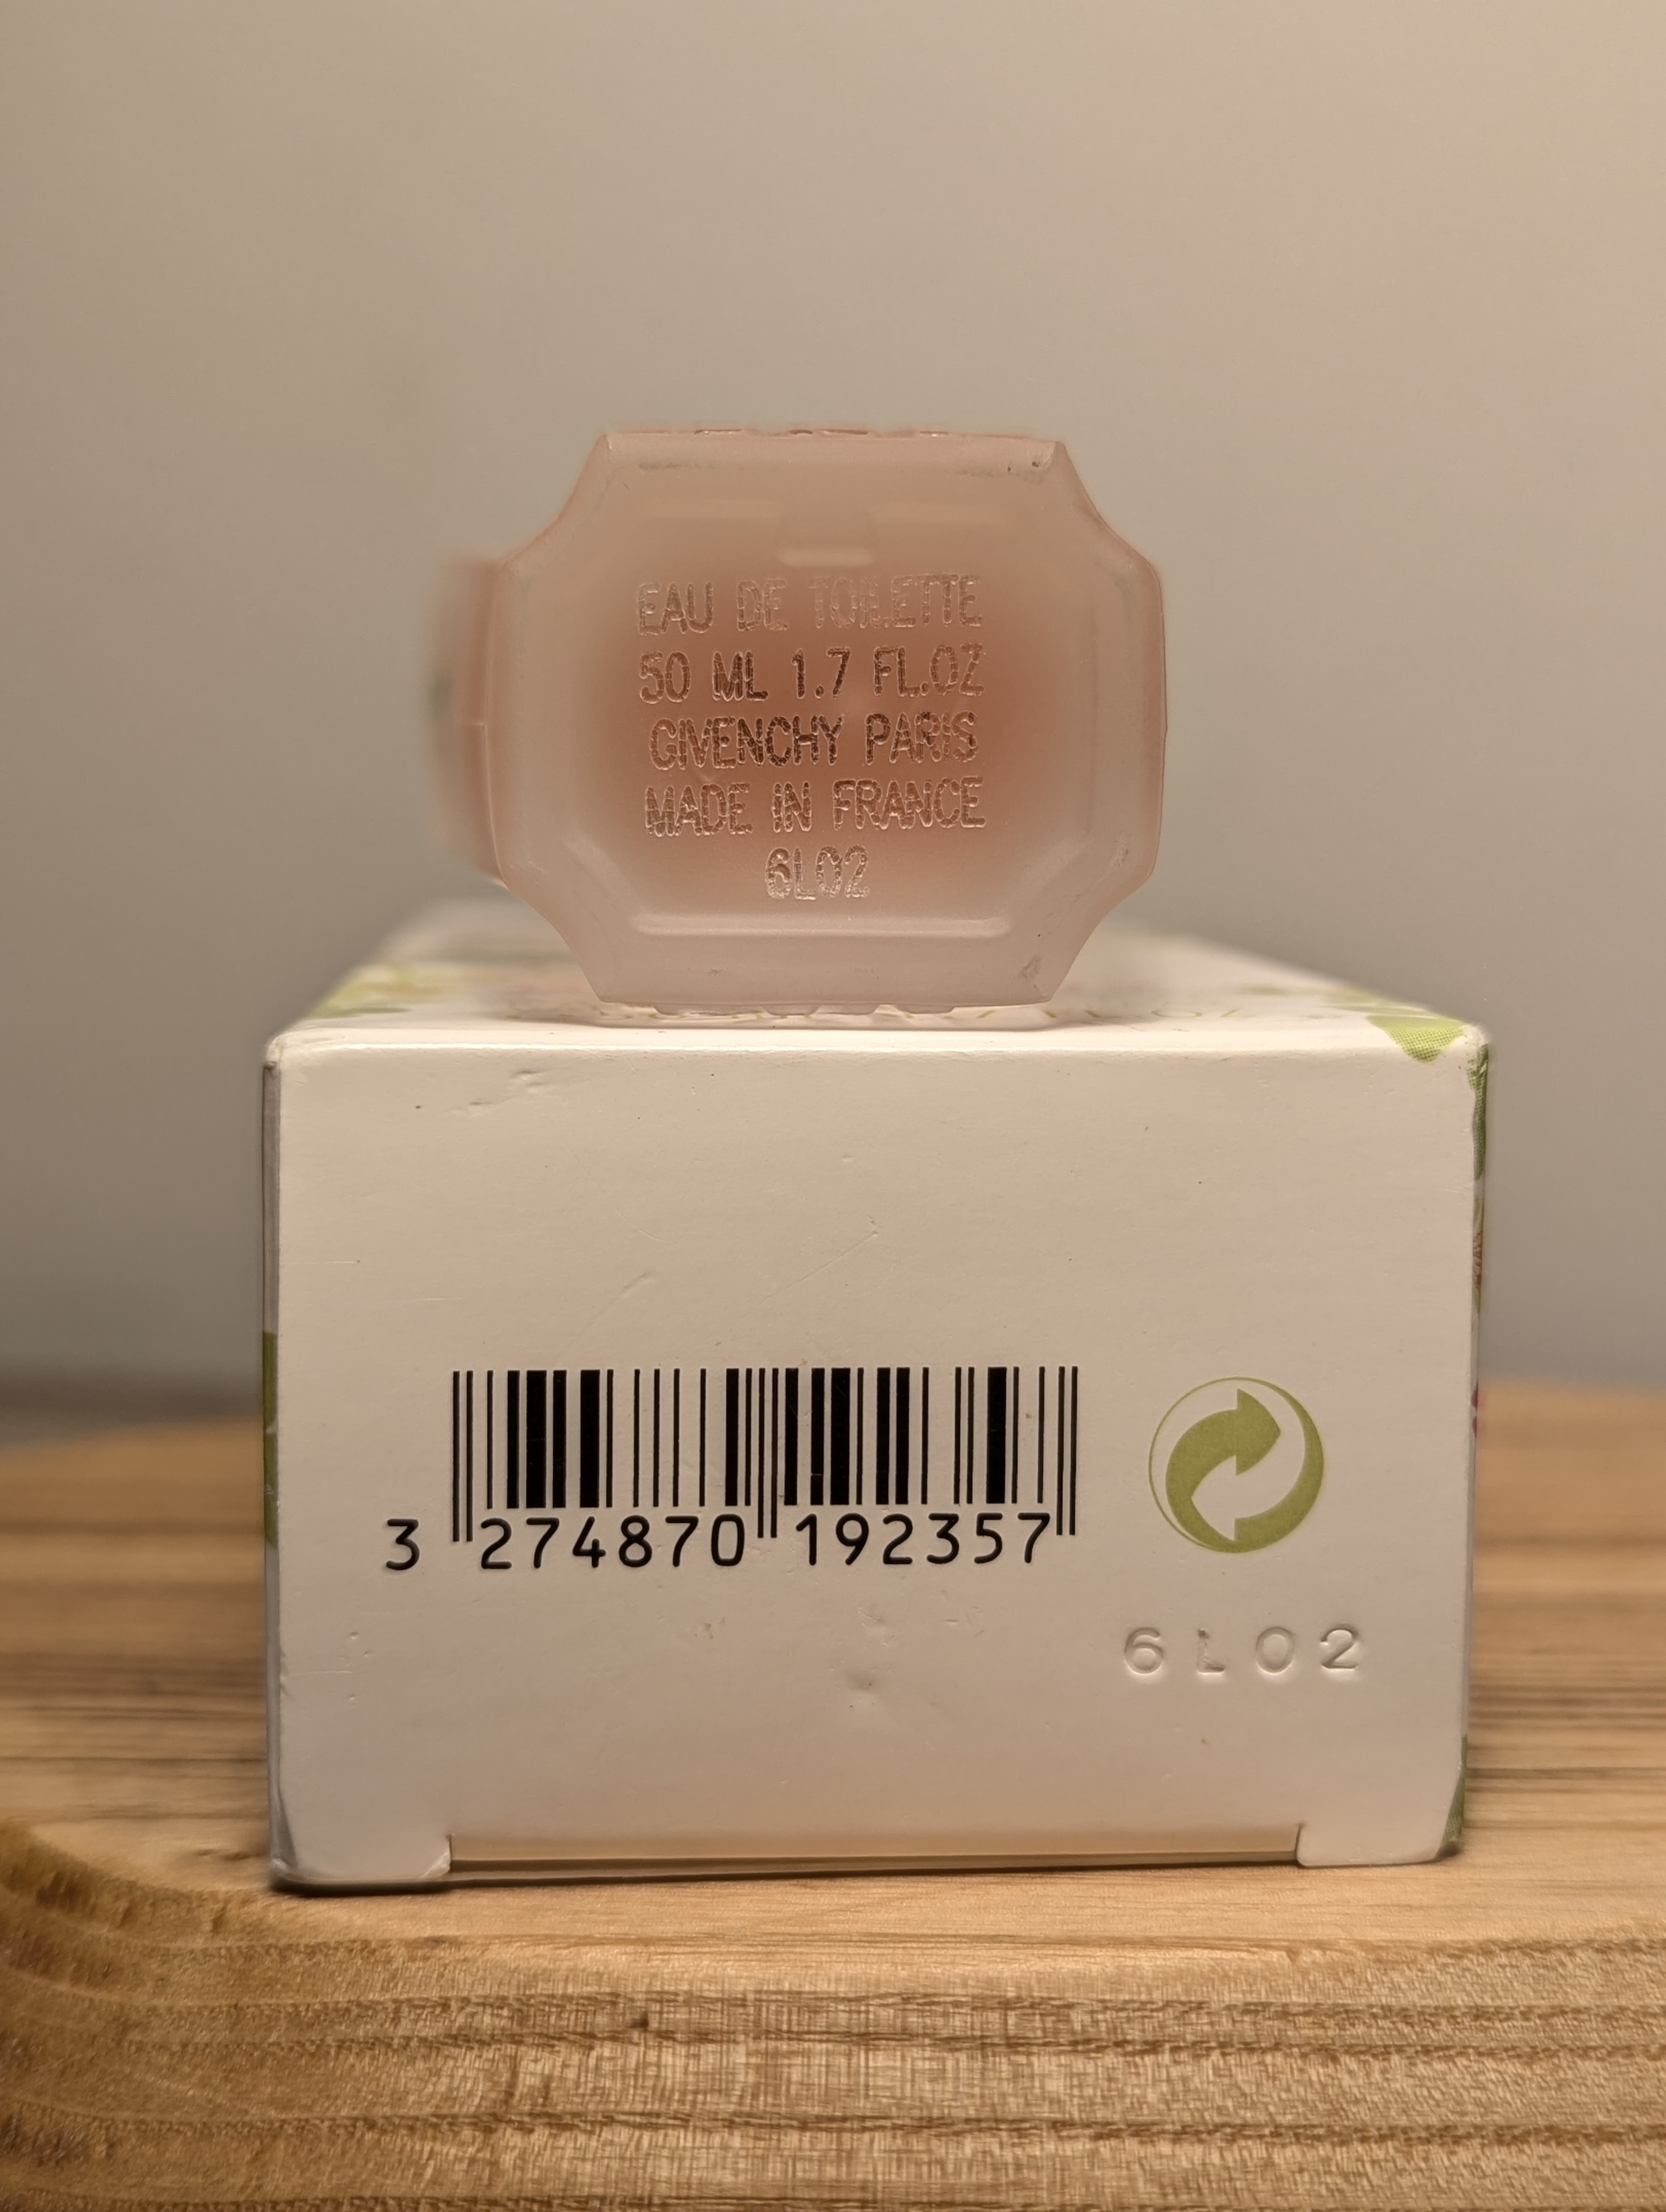 EAU DE TOILETTE
50 ML 1.7 FL.OZ
GIVENCHY PARIS
MADE IN FRANCE
6L02
3 274870 192357
6L02